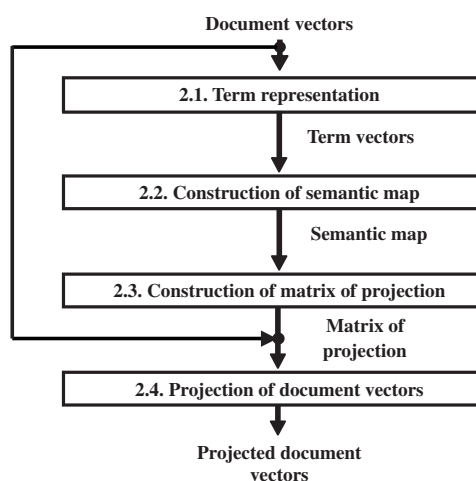 Document vectors
2.1. Term representation
Term vectors
2.2. Construction of semantic map
Semantic map
2.3. Construction of matrix of projection
Matrix of
projection
2.4. Projection of document vectors
Projected document
vectors